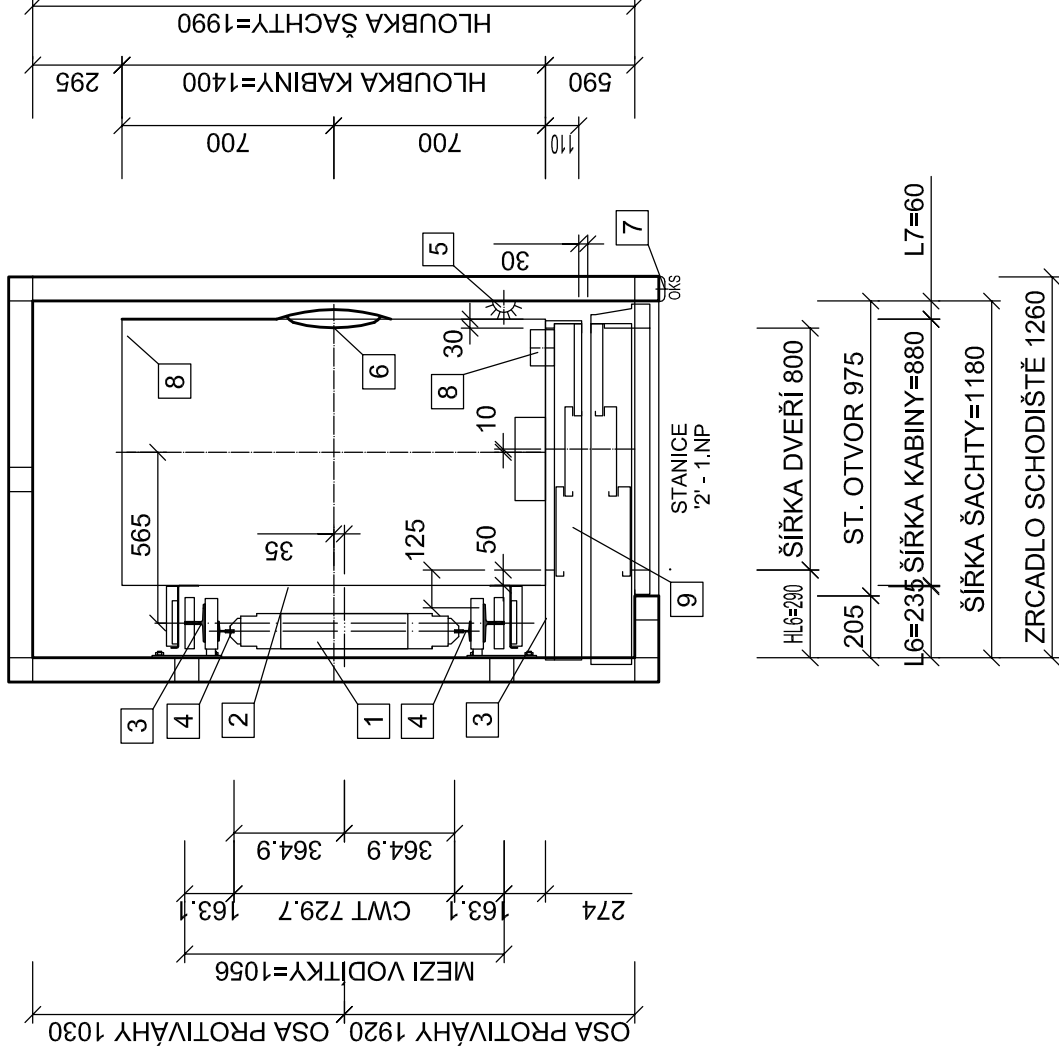 HLOUBKA ŠACHTY=1990
295
HLOUBKA KABINY=1400
590
700
700
110
8
565
35
6
5
30
30
8
10
7
OKS
125
50
3
4
2
1
4
3
9
STANICE
'2' - 1.NP
364.9
364.9
163.1
CWT 729.7
163.1
274
MEZI VODÍTKY=1056
OSA PROTIVÁHY 1030
OSA PROTIVÁHY 1920
HL6=290
ŠÍŘKA DVEŘÍ 800
205
ST. OTVOR 975
L6=235
ŠÍŘKA KABINY=880
L7=60
ŠÍŘKA ŠACHTY=1180
ZRCADLO SCHODIŠTĚ 1260